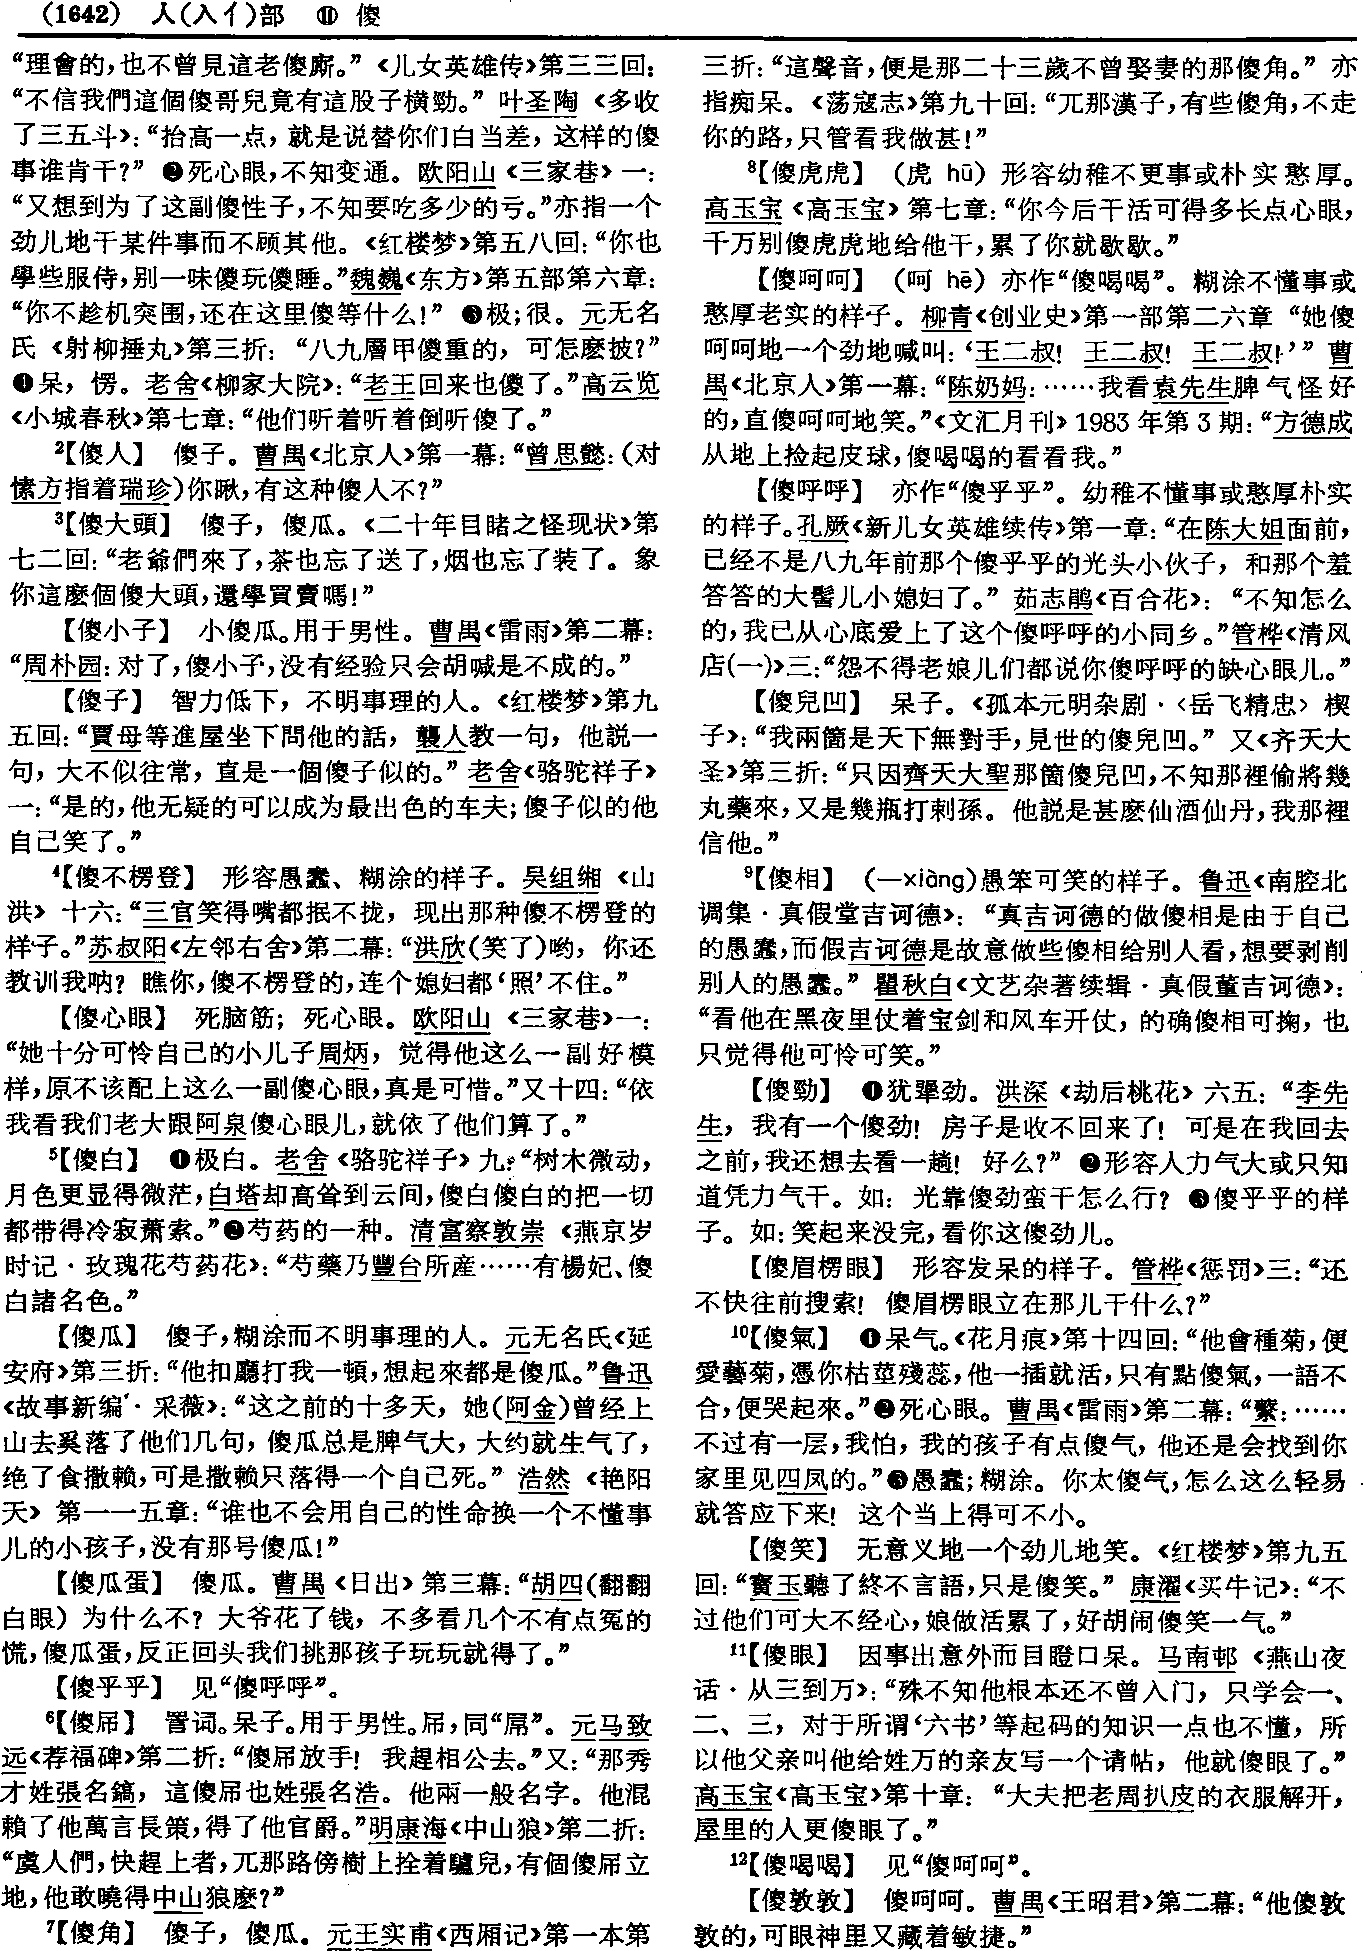 (1642) 人(入亻)部 ⑪ 傻
“理會的，也不曾見這老傻廝。”《儿女英雄传》第三三回：
“不信我們這個傻哥兒竟有這股子横勁。”叶圣陶《多收
了三五斗》：“抬高一点，就是说替你们白当差，这样的傻
事谁肯干?”❷死心眼，不知变通。欧阳山《三家巷》一：
“又想到为了这副傻性子，不知要吃多少的亏。”亦指一个
劲儿地干某件事而不顾其他。《红楼梦》第五八回：“你也
學些服侍，别一味傻玩傻睡。”魏巍《东方》第五部第六章：
“你不趁机突围，还在这里傻等什么!”❸极；很。元无名
氏《射柳捶丸》第三折：“八九層甲傻重的，可怎麽披?”
❹呆，愣。老舍《柳家大院》：“老王回来也傻了。”高云览
《小城春秋》第七章：“他们听着听着倒听傻了。”
²【傻人】 傻子。曹禺《北京人》第一幕：“曾思懿：(对
愫方指着瑞珍)你瞅，有这种傻人不?”
³【傻大頭】 傻子，傻瓜。《二十年目睹之怪现状》第
七二回：“老爺們來了，茶也忘了送了，烟也忘了装了。象
你這麽個傻大頭，還學買賣嗎!”
【傻小子】 小傻瓜。用于男性。曹禺《雷雨》第二幕：
“周朴园：对了，傻小子，没有经验只会胡喊是不成的。”
【傻子】 智力低下，不明事理的人。《红楼梦》第九
五回：“賈母等進屋坐下問他的話，襲人教一句，他説一
句，大不似往常，直是一個傻子似的。”老舍《骆驼祥子》
一：“是的，他无疑的可以成为最出色的车夫；傻子似的他
自己笑了。”
⁴【傻不楞登】 形容愚蠢、糊涂的样子。吴组缃《山
洪》十六：“三官笑得嘴都抿不拢，现出那种傻不楞登的
样子。”苏叔阳《左邻右舍》第二幕：“洪欣(笑了)哟，你还
教训我呐? 瞧你，傻不楞登的，连个媳妇都‘照’不住。”
【傻心眼】 死脑筋；死心眼。欧阳山《三家巷》一：
“她十分可怜自己的小儿子周炳，觉得他这么一副好模
样，原不该配上这么一副傻心眼，真是可惜。”又十四：“依
我看我们老大跟阿泉傻心眼儿，就依了他们算了。”
⁵【傻白】 ❶极白。老舍《骆驼祥子》九：“树木微动，
月色更显得微茫，白塔却高耸到云间，傻白傻白的把一切
都带得冷寂萧索。”❷芍药的一种。清富察敦崇《燕京岁
时记·玫瑰花芍药花》：“芍藥乃豐台所産……有楊妃、傻
白諸名色。”
【傻瓜】 傻子，糊涂而不明事理的人。元无名氏《延
安府》第三折：“他扣廳打我一頓，想起來都是傻瓜。”鲁迅
《故事新编·采薇》：“这之前的十多天，她(阿金)曾经上
山去奚落了他们几句，傻瓜总是脾气大，大约就生气了，
绝了食撒赖，可是撒赖只落得一个自己死。”浩然《艳阳
天》第一一五章：“谁也不会用自己的性命换一个不懂事
儿的小孩子，没有那号傻瓜!”
【傻瓜蛋】 傻瓜。曹禺《日出》第三幕：“胡四(翻翻
白眼)为什么不? 大爷花了钱，不多看几个不有点冤的
慌，傻瓜蛋，反正回头我们挑那孩子玩玩就得了。”
【傻乎乎】 见“傻呼呼”。
⁶【傻屌】 詈词。呆子。用于男性。屌，同“屌”。元马致
远《荐福碑》第二折：“傻屌放手! 我趕相公去。”又：“那秀
才姓張名鎬，這傻屌也姓張名浩。他兩一般名字。他混
賴了他萬言長策，得了他官爵。”明康海《中山狼》第二折：
“虞人們，快趕上者，兀那路傍樹上拴着驢兒，有個傻屌立
地，他敢曉得中山狼麽?”
⁷【傻角】 傻子，傻瓜。元王实甫《西厢记》第一本第
三折：“這聲音，便是那二十三歲不曾娶妻的那傻角。”亦
指痴呆。《荡寇志》第九十回：“兀那漢子，有些傻角，不走
你的路，只管看我做甚!”
⁸【傻虎虎】 (虎 hū) 形容幼稚不更事或朴实憨厚。
高玉宝《高玉宝》第七章：“你今后干活可得多长点心眼，
千万别傻虎虎地给他干，累了你就歇歇。”
【傻呵呵】 (呵 hē) 亦作“傻喝喝”。糊涂不懂事或
憨厚老实的样子。柳青《创业史》第一部第二六章“她傻
呵呵地一个劲地喊叫：‘王二叔! 王二叔! 王二叔!’”曹
禺《北京人》第一幕：“陈奶妈：……我看袁先生脾气怪好
的，直傻呵呵地笑。”《文汇月刊》1983年第3期：“方德成
从地上捡起皮球，傻喝喝的看看我。”
【傻呼呼】 亦作“傻乎乎”。幼稚不懂事或憨厚朴实
的样子。孔厥《新儿女英雄续传》第一章：“在陈大姐面前，
已经不是八九年前那个傻乎乎的光头小伙子，和那个羞
答答的大髻儿小媳妇了。”茹志鹃《百合花》：“不知怎么
的，我已从心底爱上了这个傻呼呼的小同乡。”管桦《清风
店(一)》三：“怨不得老娘儿们都说你傻呼呼的缺心眼儿。”
【傻兒凹】 呆子。《孤本元明杂剧·〈岳飞精忠〉楔
子》：“我兩箇是天下無對手，見世的傻兒凹。”又《齐天大
圣》第三折：“只因齊天大聖那箇傻兒凹，不知那裡偷將幾
丸藥來，又是幾瓶打剌孫。他説是甚麽仙酒仙丹，我那裡
信他。”
⁹【傻相】 (—xiàng)愚笨可笑的样子。鲁迅《南腔北
调集·真假堂吉诃德》：“真吉诃德的做傻相是由于自己
的愚蠢，而假吉诃德是故意做些傻相给别人看，想要剥削
别人的愚蠢。”瞿秋白《文艺杂著续辑·真假董吉诃德》：
“看他在黑夜里仗着宝剑和风车开仗，的确傻相可掬，也
只觉得他可怜可笑。”
【傻勁】 ❶犹犟劲。洪深《劫后桃花》六五：“李先
生，我有一个傻劲! 房子是收不回来了! 可是在我回去
之前，我还想去看一趟! 好么?”❷形容人力气大或只知
道凭力气干。如：光靠傻劲蛮干怎么行? ❸傻乎乎的样
子。如：笑起来没完，看你这傻劲儿。
【傻眉楞眼】 形容发呆的样子。管桦《惩罚》三：“还
不快往前搜索! 傻眉楞眼立在那儿干什么?”
¹⁰【傻氣】 ❶呆气。《花月痕》第十四回：“他會種菊，便
愛藝菊，憑你枯莖殘蕊，他一插就活，只有點傻氣，一語不
合，便哭起來。”❷死心眼。曹禺《雷雨》第二幕：“蘩：……
不过有一层，我怕，我的孩子有点傻气，他还是会找到你
家里见四凤的。”❸愚蠢；糊涂。你太傻气，怎么这么轻易
就答应下来! 这个当上得可不小。
【傻笑】 无意义地一个劲儿地笑。《红楼梦》第九五
回：“寳玉聽了終不言語，只是傻笑。”康濯《买牛记》：“不
过他们可大不经心，娘做活累了，好胡闹傻笑一气。”
¹¹【傻眼】 因事出意外而目瞪口呆。马南邨《燕山夜
话·从三到万》：“殊不知他根本还不曾入门，只学会一、
二、三，对于所谓‘六书’等起码的知识一点也不懂，所
以他父亲叫他给姓万的亲友写一个请帖，他就傻眼了。”
高玉宝《高玉宝》第十章：“大夫把老周扒皮的衣服解开，
屋里的人更傻眼了。”
¹²【傻喝喝】 见“傻呵呵”。
【傻敦敦】 傻呵呵。曹禺《王昭君》第二幕：“他傻敦
敦的，可眼神里又藏着敏捷。”